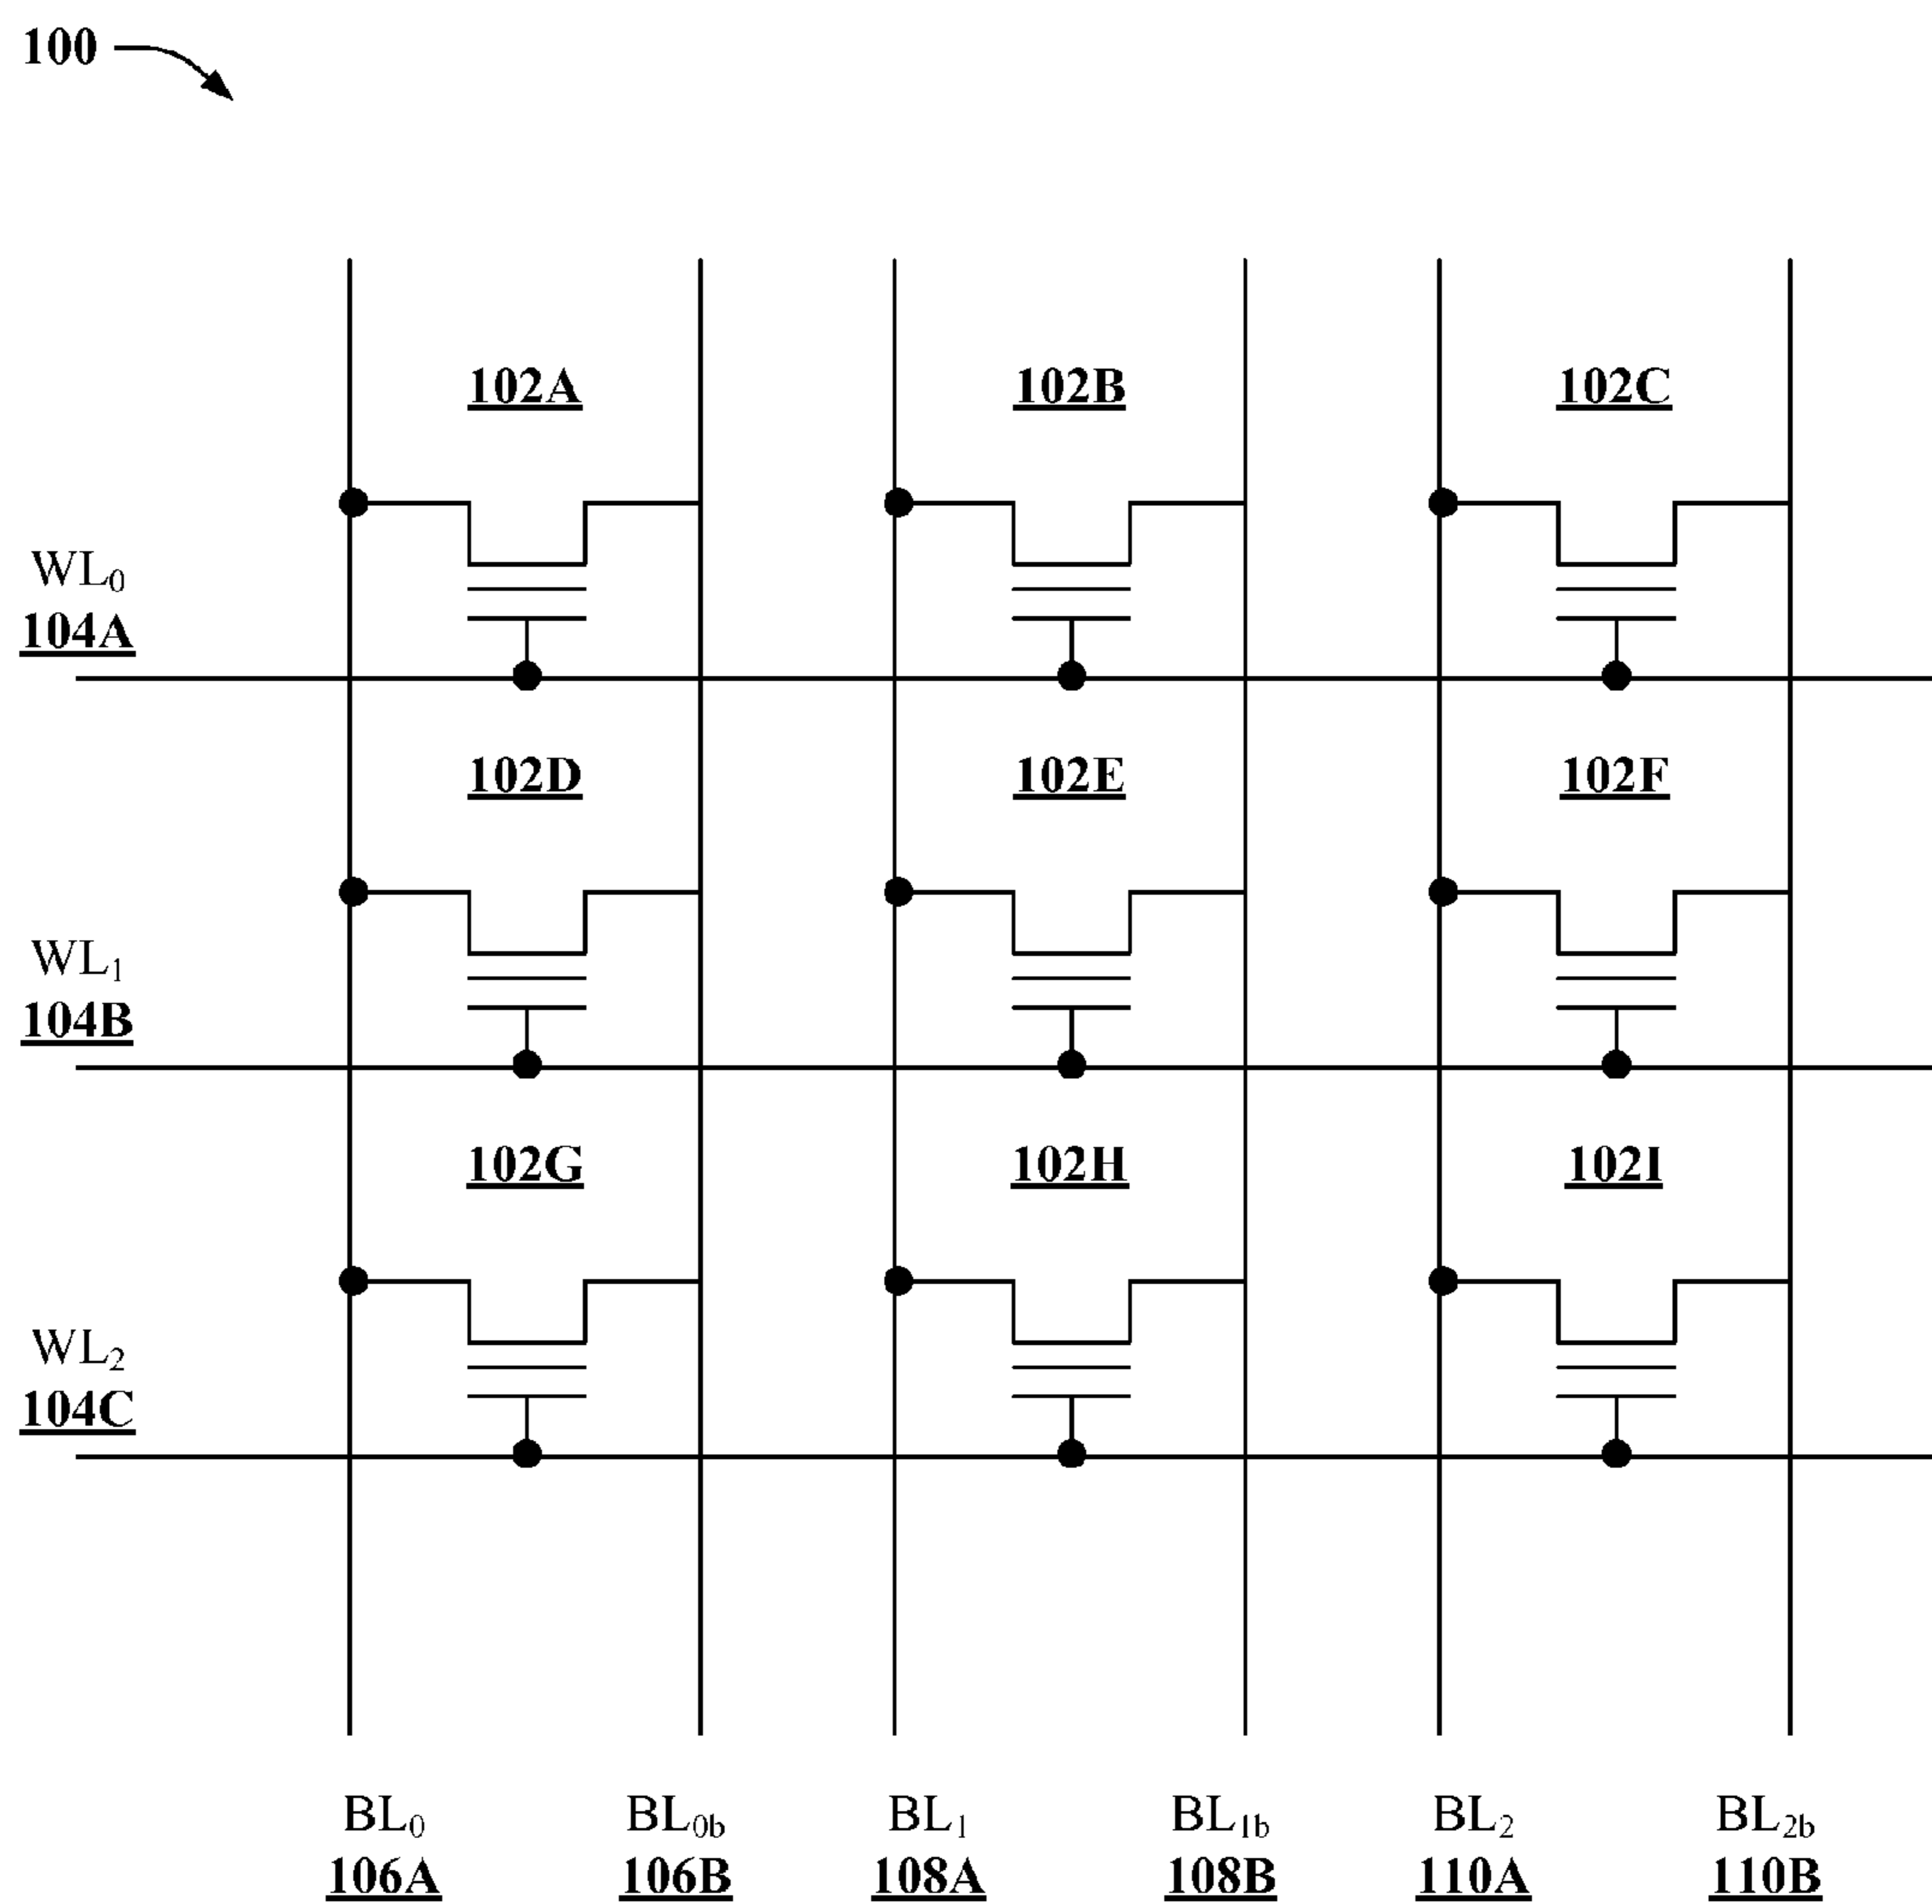 100
102A 102B 102C
WL₀
104A
102D 102E 102F
WL₁
104B
102G 102H 102I
WL₂
104C
BL₀ BL₀b BL₁ BL₁b BL₂ BL₂b
106A 106B 108A 108B 110A 110B